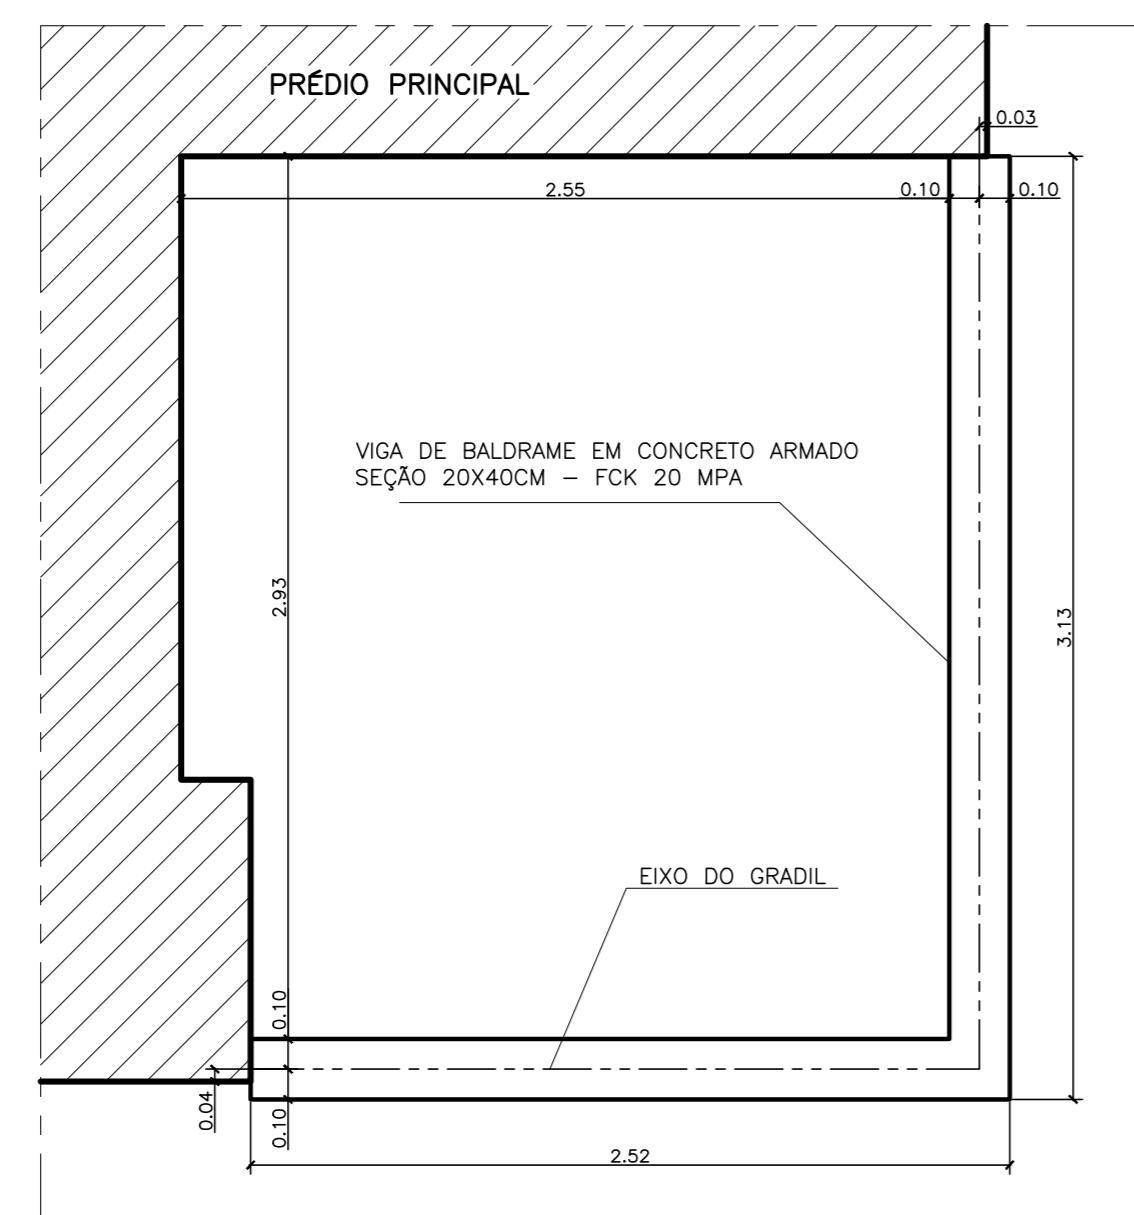 PRÉDIO PRINCIPAL
0.03
2.55
0.10
0.10
VIGA DE BALDRAME EM CONCRETO ARMADO
SEÇÃO 20X40CM – FCK 20 MPA
2.93
3.13
EIXO DO GRADIL
0.10
0.04
0.10
2.52